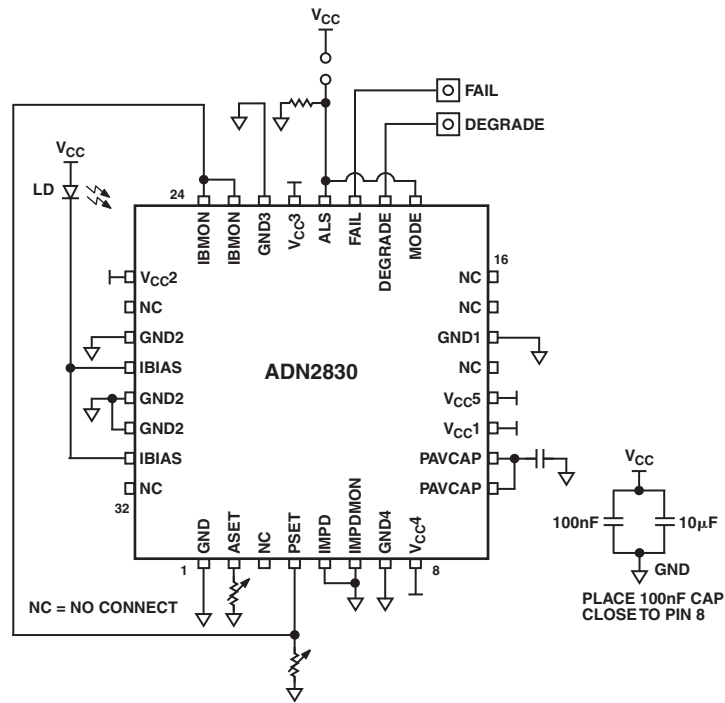 VCC
FAIL
DEGRADE
VCC
LD
24
IBMON
IBMON
GND3
VCC3
ALS
FAIL
DEGRADE
MODE
16
VCC2
NC
GND2
IBIAS
GND2
GND2
IBIAS
NC
32
ADN2830
NC
NC
GND1
NC
VCC5
VCC1
PAVCAP
PAVCAP
GND
ASET
NC
PSET
IMPD
IMPDMON
GND4
VCC4
1
8
NC = NO CONNECT
VCC
100nF
10μF
GND
PLACE 100nF CAP
CLOSE TO PIN 8